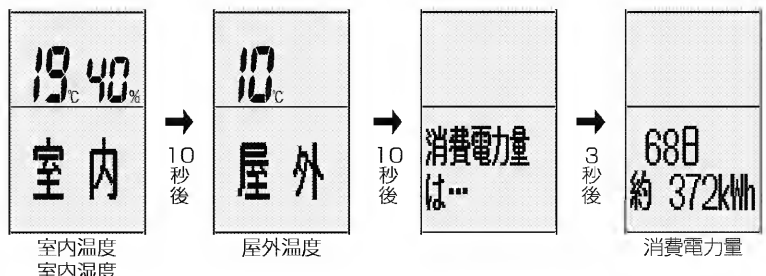 19℃ 40%
室内
室内温度
室内湿度
➡
10秒後
10℃
屋外
屋外温度
➡
10秒後
消費電力量
は…
➡
3秒後
68日
約 372kWh
消費電力量